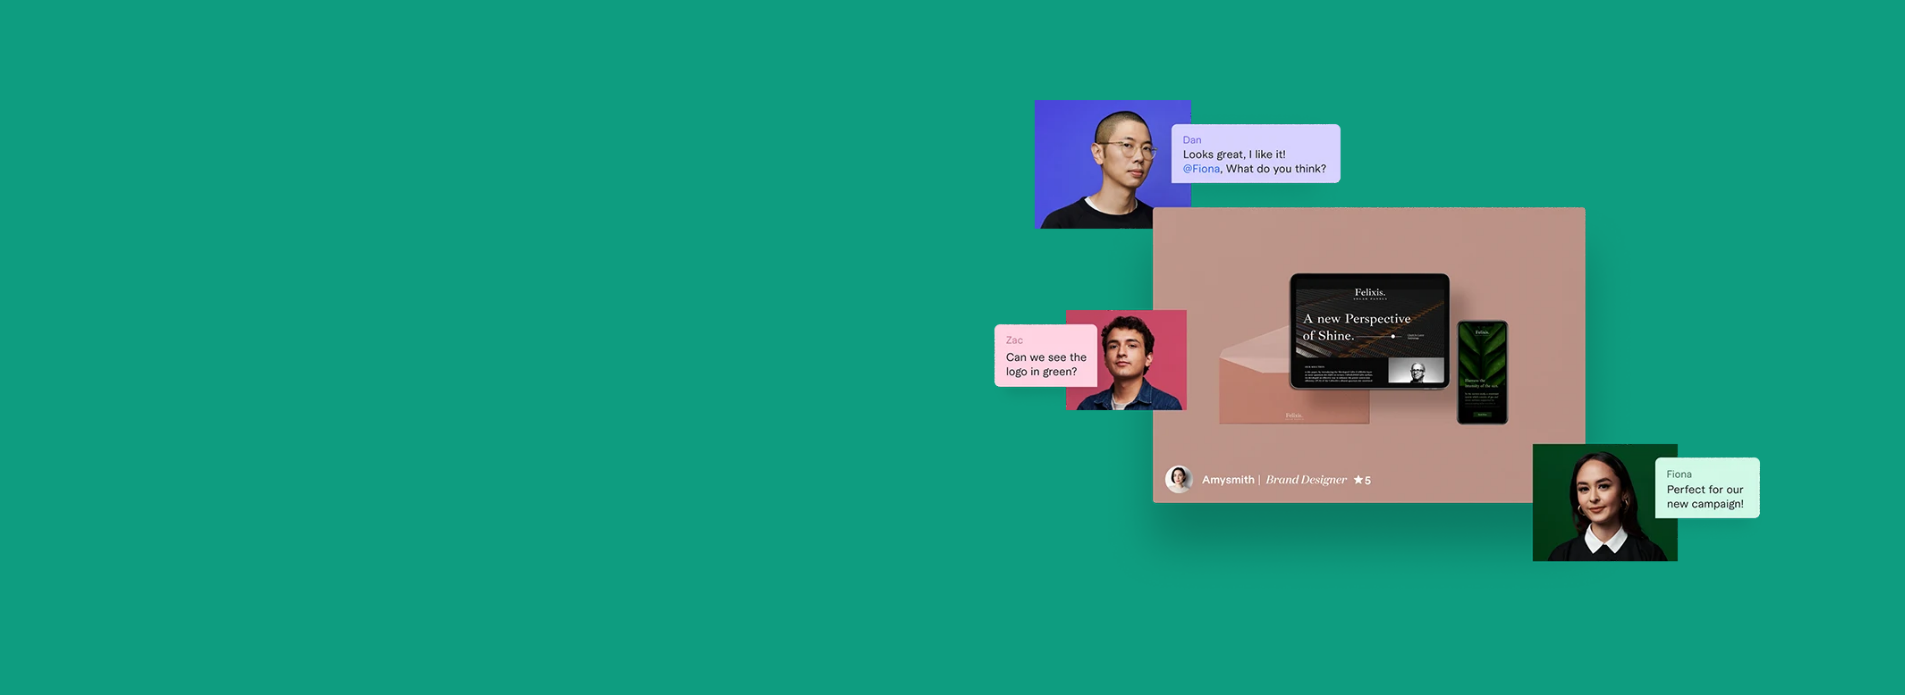 Dan
Looks great, I like it!
@Fiona, What do you think?
Felixis.
A new Perspective
of Shine.
Felixis.
Zac
Can we see the
logo in green?
Felixis.
Amysmith | Brand Designer ★5
Fiona
Perfect for our
new campaign!